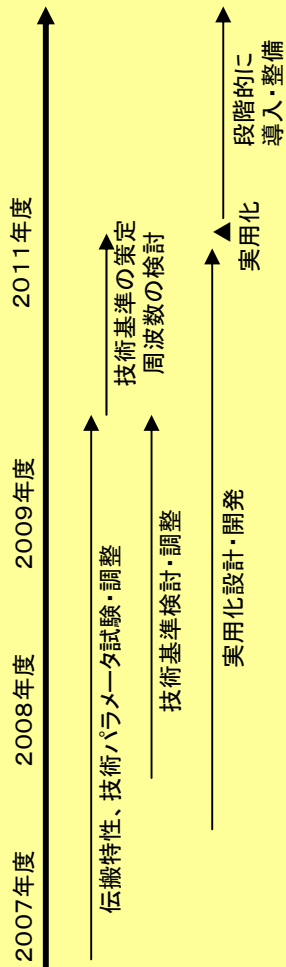 2007年度
2008年度
2009年度
2011年度
伝搬特性、技術パラメータ試験・調整
技術基準の策定
周波数の検討
技術基準検討・調整
実用化設計・開発
実用化
段階的に
導入・整備